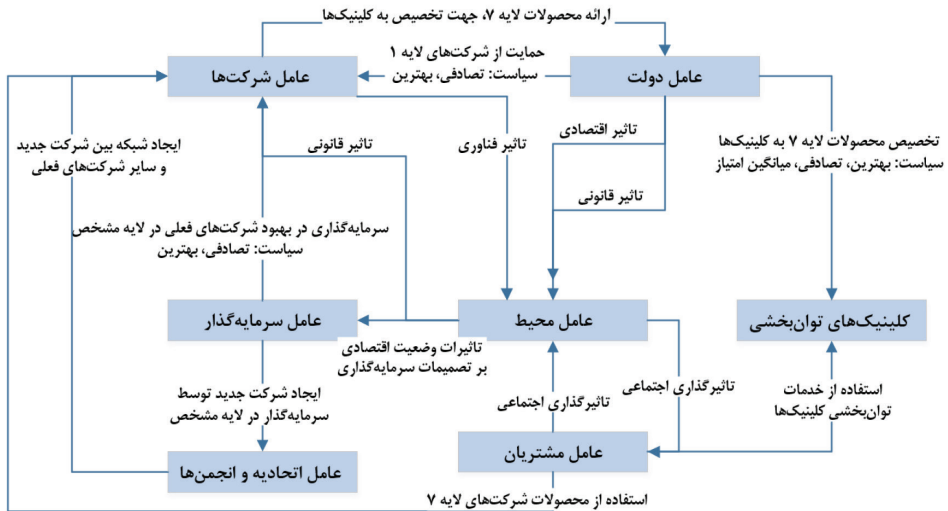 ارائه محصولات لایه ۷، جهت تخصیص به کلینیک‌ها
عامل شرکت‌ها
حمایت از شرکت‌های لایه ۱
سیاست: تصادفی، بهترین
عامل دولت
ایجاد شبکه بین شرکت جدید
و سایر شرکت‌های فعلی
تاثیر قانونی
تاثیر فناوری
تاثیر اقتصادی
تاثیر قانونی
تخصیص محصولات لایه ۷ به کلینیک‌ها
سیاست: بهترین، تصادفی، میانگین امتیاز
سرمایه‌گذاری در بهبود شرکت‌های فعلی در لایه مشخص
سیاست: تصادفی، بهترین
عامل سرمایه‌گذار
عامل محیط
کلینیک‌های توان‌بخشی
تاثیرات وضعیت اقتصادی
بر تصمیمات سرمایه‌گذاری
ایجاد شرکت جدید توسط
سرمایه‌گذار در لایه مشخص
تاثیرگذاری اجتماعی
تاثیرگذاری اجتماعی
استفاده از خدمات
توان‌بخشی کلینیک‌ها
عامل مشتریان
عامل اتحادیه و انجمن‌ها
استفاده از محصولات شرکت‌های لایه ۷